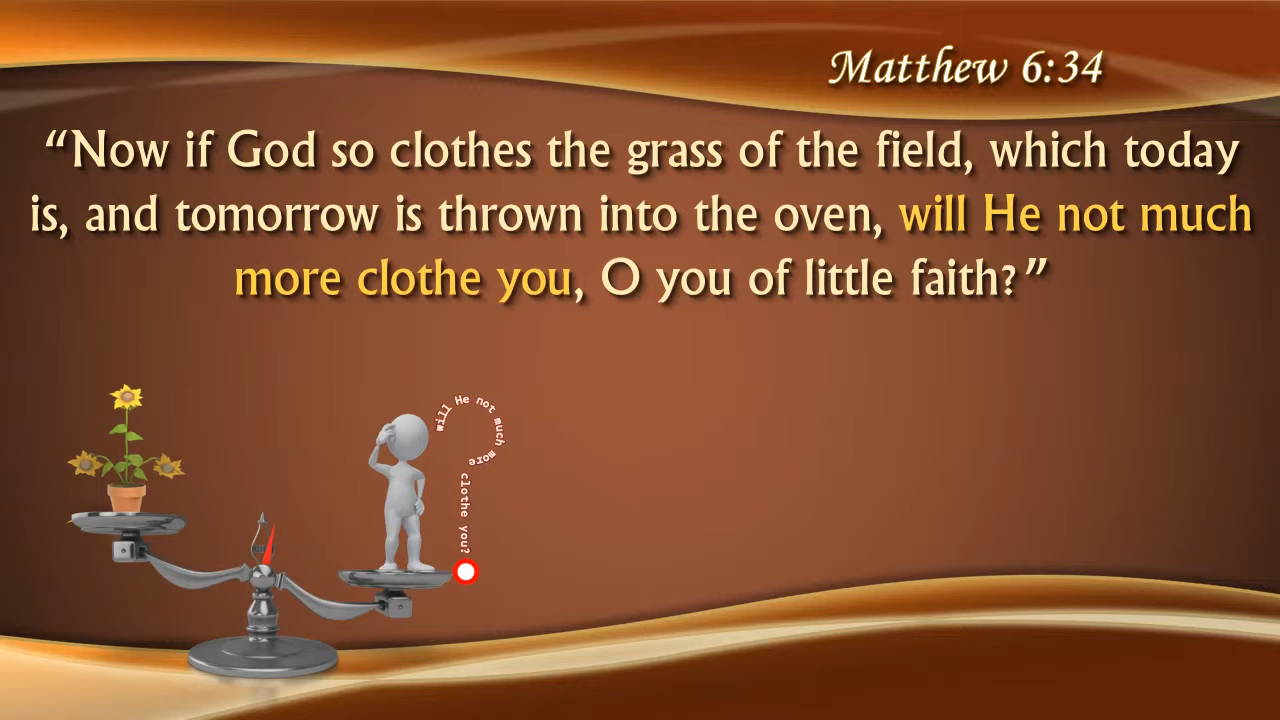 Matthew 6:34
“Now if God so clothes the grass of the field, which today
is, and tomorrow is thrown into the oven, will He not much
more clothe you, O you of little faith?”
will He not much more clothe you?